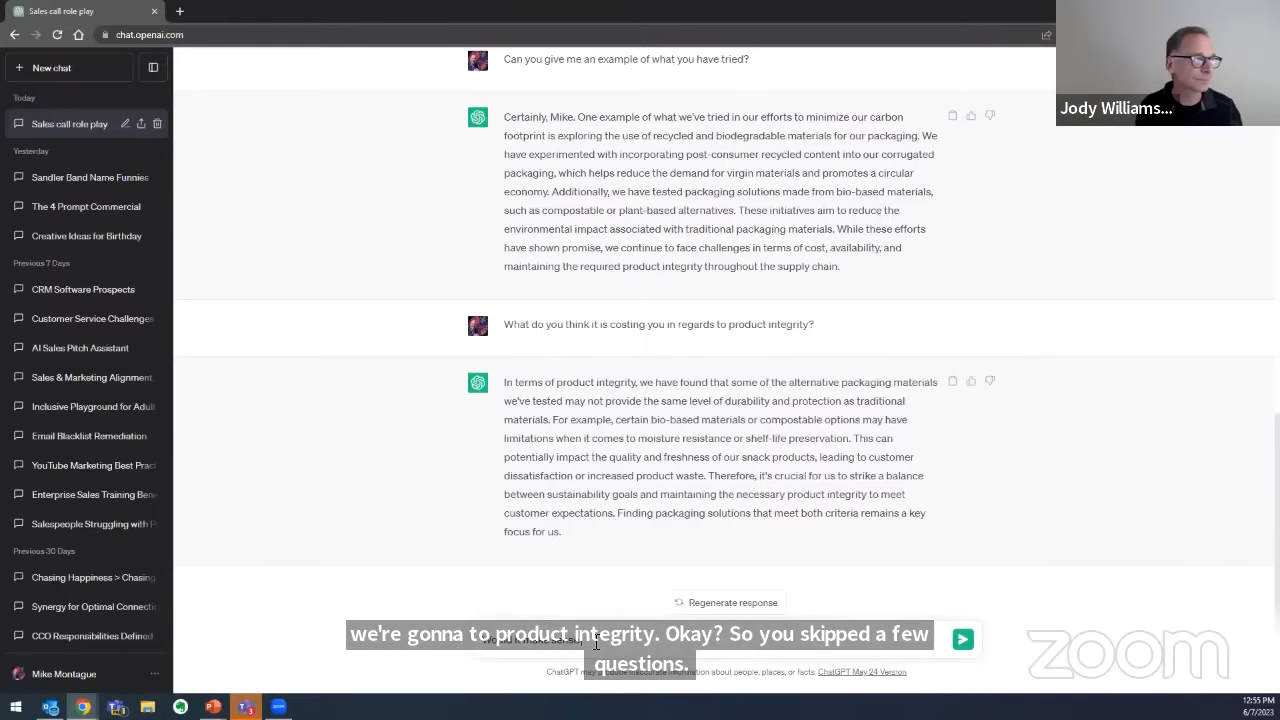 Sales call role play
chat.openai.com
Jody Williams...
New chat
Today
Sales call role play
Yesterday
Sandler Band Name Funnies
The 4 Prompt Commercial
Creative Ideas for Birthday
Previous 7 Days
CRM Software Prospects
Customer Service Challenges
AI Sales Pitch Assistant
Sales & Marketing Alignment
Inclusive Playground for Adul
Email Blacklist Remediation
YouTube Marketing Best Prac
Enterprise Sales Training Bene
Salespeople Struggling with P
Previous 30 Days
Chasing Happiness > Chasing
Synergy for Optimal Connecti
CCO Responsibilities Defined
Mike Montague
Can you give me an example of what you have tried?
Certainly, Mike. One example of what we've tried in our efforts to minimize our carbon
footprint is exploring the use of recycled and biodegradable materials for our packaging. We
have experimented with incorporating post-consumer recycled content into our corrugated
packaging, which helps reduce the demand for virgin materials and promotes a circular
economy. Additionally, we have tested packaging solutions made from bio-based materials,
such as compostable or plant-based alternatives. These initiatives aim to reduce the
environmental impact associated with traditional packaging materials. While these efforts
have shown promise, we continue to face challenges in terms of cost, availability, and
maintaining the required product integrity throughout the supply chain.
What do you think it is costing you in regards to product integrity?
In terms of product integrity, we have found that some of the alternative packaging materials
we've tested may not provide the same level of durability and protection as traditional
materials. For example, certain bio-based materials or compostable options may have
limitations when it comes to moisture resistance or shelf-life preservation. This can
potentially impact the quality and freshness of our snack products, leading to customer
dissatisfaction or increased product waste. Therefore, it's crucial for us to strike a balance
between sustainability goals and maintaining the necessary product integrity to meet
customer expectations. Finding packaging solutions that meet both criteria remains a key
focus for us.
Regenerate response
we're gonna to product integrity. Okay? So you skipped a few
questions.
ChatGPT may produce inaccurate information about people, places, or facts. ChatGPT May 24 Version
zoom
12:55 PM
6/7/2023